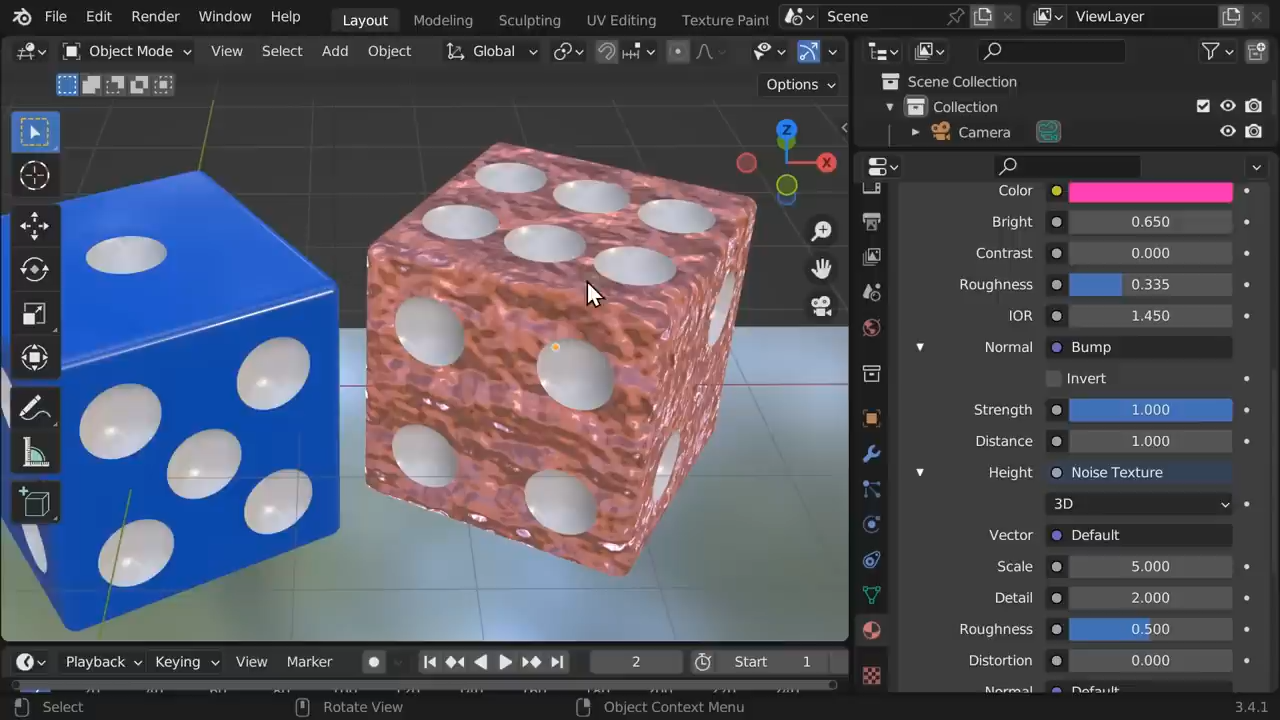 File Edit Render Window Help Layout Modeling Sculpting UV Editing Texture Paint Scene ViewLayer
Object Mode View Select Add Object Global
Options
Scene Collection
Collection
Camera
Z
X
Color
Bright 0.650
Contrast 0.000
Roughness 0.335
IOR 1.450
Normal Bump
Invert
Strength 1.000
Distance 1.000
Height Noise Texture
3D
Vector Default
Scale 5.000
Detail 2.000
Roughness 0.500
Distortion 0.000
Normal Default
Playback Keying View Marker 2 Start 1
Select Rotate View Object Context Menu 3.4.1